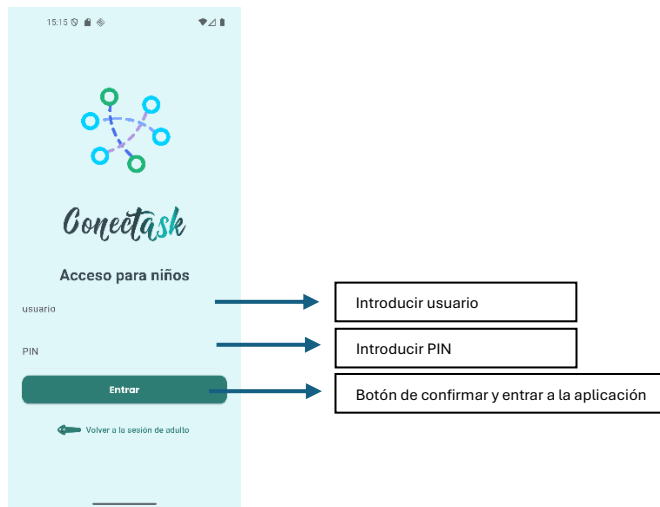 15:15
Conectask
Acceso para niños
usuario
Introducir usuario
PIN
Introducir PIN
Entrar
Botón de confirmar y entrar a la aplicación
Volver a la sesión de adulto